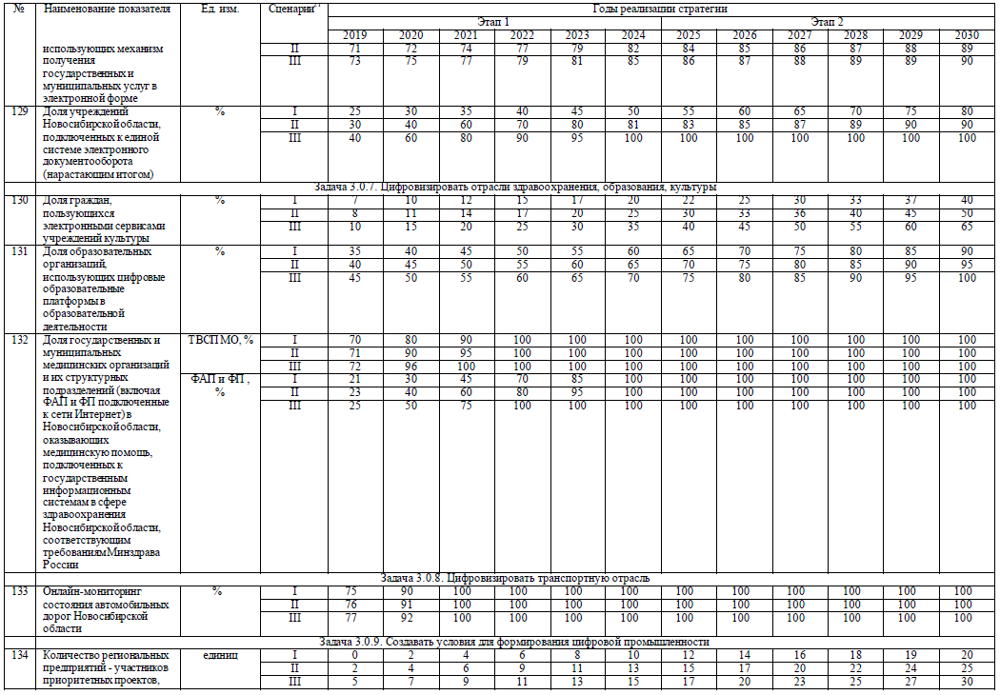 № Наименование показателя Ед. изм. Сценарии Годы реализации стратегии
Этап 1 Этап 2
2019 2020 2021 2022 2023 2024 2025 2026 2027 2028 2029 2030
использующих механизм II 71 72 74 77 79 82 84 85 86 87 88 89
получения III 73 75 77 79 81 85 86 87 88 89 89 90
государственных и
муниципальных услуг в
электронной форме
129 Доля учреждений % I 25 30 35 40 45 50 55 60 65 70 75 80
Новосибирской области, II 30 40 60 70 80 81 83 85 87 89 90 90
подключенных к единой III 40 60 80 90 95 100 100 100 100 100 100 100
системе электронного
документооборота
(нарастающим итогом)
Задача 3.0.7. Цифровизировать отрасли здравоохранения, образования, культуры
130 Доля граждан, % I 7 10 12 15 17 20 22 25 30 33 37 40
пользующихся II 8 11 14 17 20 25 30 33 36 40 45 50
электронными сервисами III 10 15 20 25 30 35 40 45 50 55 60 65
учреждений культуры
131 Доля образовательных % I 35 40 45 50 55 60 65 70 75 80 85 90
организаций, II 40 45 50 55 60 65 70 75 80 85 90 95
использующих цифровые III 45 50 55 60 65 70 75 80 85 90 95 100
образовательные
платформы в
образовательной
деятельности
132 Доля государственных и ТВСП МО, % I 70 80 90 100 100 100 100 100 100 100 100 100
муниципальных II 71 90 95 100 100 100 100 100 100 100 100 100
медицинских организаций III 72 96 100 100 100 100 100 100 100 100 100 100
и их структурных ФАП и ФП , I 21 30 45 70 85 100 100 100 100 100 100 100
подразделений (включая % II 23 40 60 80 95 100 100 100 100 100 100 100
ФАП и ФП подключенные III 25 50 75 100 100 100 100 100 100 100 100 100
к сети Интернет) в
Новосибирской области,
оказывающих
медицинскую помощь,
подключенных к
государственным
информационным
системам в сфере
здравоохранения
Новосибирской области,
соответствующим
требованиям Минздрава
России
Задача 3.0.8. Цифровизировать транспортную отрасль
133 Онлайн-мониторинг % I 75 90 100 100 100 100 100 100 100 100 100 100
состояния автомобильных II 76 91 100 100 100 100 100 100 100 100 100 100
дорог Новосибирской III 77 92 100 100 100 100 100 100 100 100 100 100
области
Задача 3.0.9. Создавать условия для формирования цифровой промышленности
134 Количество региональных единиц I 0 2 4 6 8 10 12 14 16 18 19 20
предприятий - участников II 2 4 6 9 11 13 15 17 20 22 24 25
приоритетных проектов, III 5 7 9 11 13 15 17 20 23 25 27 30